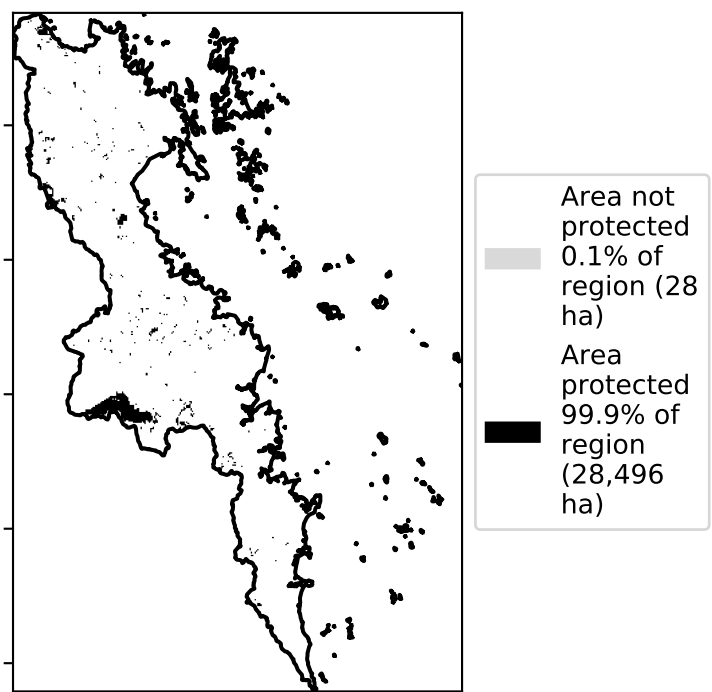 Area not
protected
0.1% of
region (28
ha)
Area
protected
99.9% of
region
(28,496
ha)